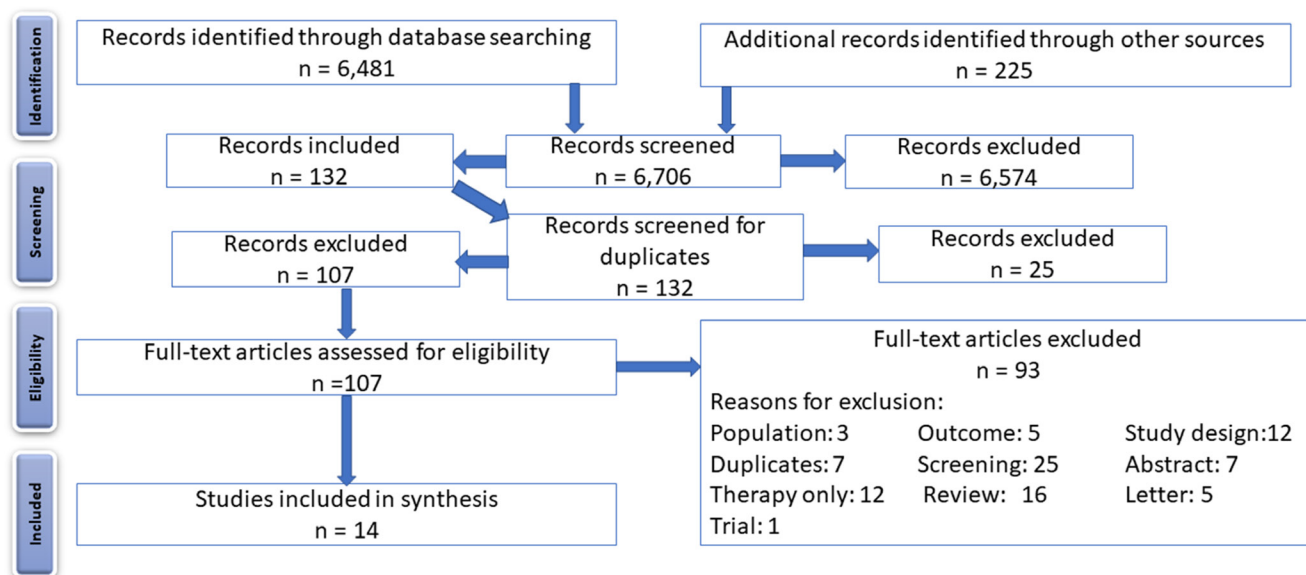 Identification
Records identified through database searching
n = 6,481
Additional records identified through other sources
n = 225
Screening
Records included
n = 132
Records screened
n = 6,706
Records excluded
n = 6,574
Records excluded
n = 107
Records screened for
duplicates
n = 132
Records excluded
n = 25
Eligibility
Full-text articles assessed for eligibility
n =107
Full-text articles excluded
n = 93
Reasons for exclusion:
Population: 3 Outcome: 5 Study design:12
Duplicates: 7 Screening: 25 Abstract: 7
Therapy only: 12 Review: 16 Letter: 5
Trial: 1
Included
Studies included in synthesis
n = 14